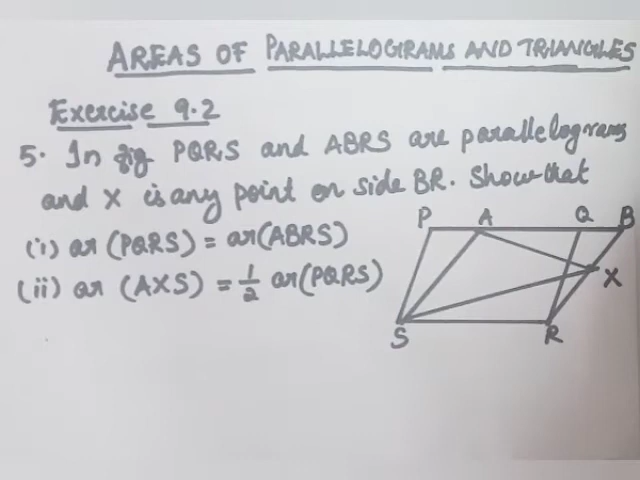 AREAS OF PARALLELOGRAMS AND TRIANGLES
Exercise 9.2
5. In fig PQRS and ABRS are parallelograms
and X is any point on side BR. Show that
(i) ar (PQRS) = ar(ABRS)
(ii) ar (AXS) = 1/2 ar(PQRS)
P A Q B
X
S R